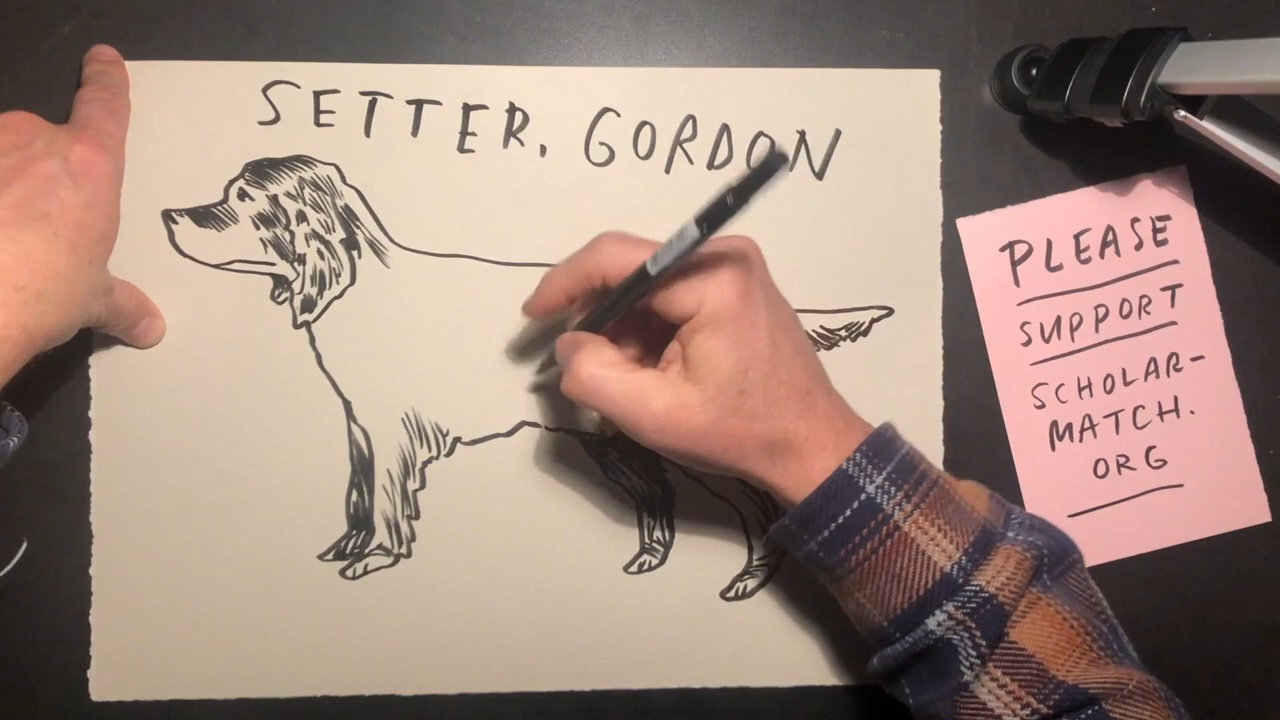 SETTER, GORDON
PLEASE
SUPPORT
SCHOLAR-
MATCH.
ORG